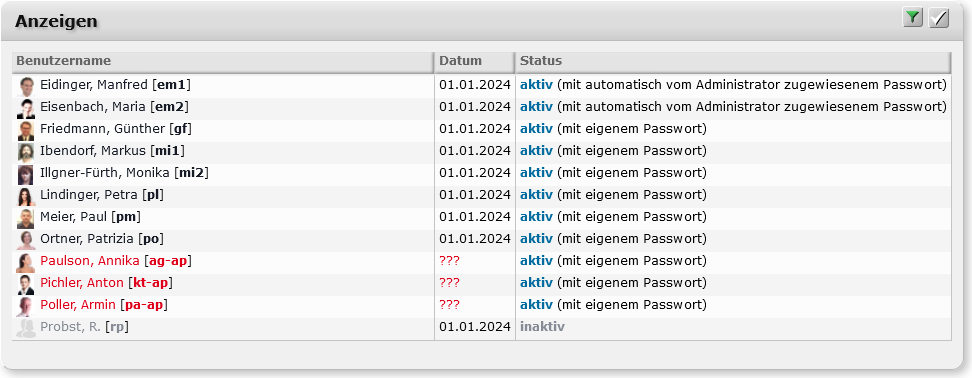 Anzeigen
Benutzername Datum Status
Eidinger, Manfred [em1] 01.01.2024 aktiv (mit automatisch vom Administrator zugewiesenem Passwort)
Eisenbach, Maria [em2] 01.01.2024 aktiv (mit automatisch vom Administrator zugewiesenem Passwort)
Friedmann, Günther [gf] 01.01.2024 aktiv (mit eigenem Passwort)
Ibendorf, Markus [mi1] 01.01.2024 aktiv (mit eigenem Passwort)
Illgner-Fürth, Monika [mi2] 01.01.2024 aktiv (mit eigenem Passwort)
Lindinger, Petra [pl] 01.01.2024 aktiv (mit eigenem Passwort)
Meier, Paul [pm] 01.01.2024 aktiv (mit eigenem Passwort)
Ortner, Patrizia [po] 01.01.2024 aktiv (mit eigenem Passwort)
Paulson, Annika [ag-ap] ??? aktiv (mit eigenem Passwort)
Pichler, Anton [kt-ap] ??? aktiv (mit eigenem Passwort)
Poller, Armin [pa-ap] ??? aktiv (mit eigenem Passwort)
Probst, R. [rp] 01.01.2024 inaktiv